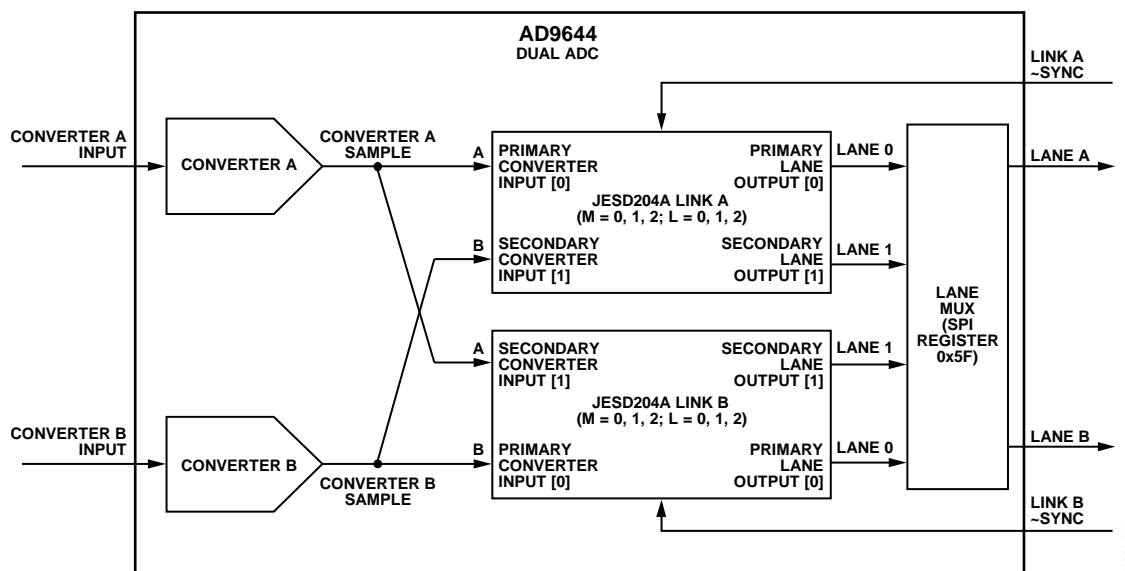 AD9644
DUAL ADC
LINK A
~SYNC
CONVERTER A
INPUT
CONVERTER A
CONVERTER A
SAMPLE
A
PRIMARY
CONVERTER
INPUT [0]
PRIMARY
LANE
OUTPUT [0]
LANE 0
LANE A
JESD204A LINK A
(M = 0, 1, 2; L = 0, 1, 2)
B
SECONDARY
CONVERTER
INPUT [1]
SECONDARY
LANE
OUTPUT [1]
LANE 1
LANE
MUX
(SPI
REGISTER
0x5F)
A
SECONDARY
CONVERTER
INPUT [1]
SECONDARY
LANE
OUTPUT [1]
LANE 1
JESD204A LINK B
(M = 0, 1, 2; L = 0, 1, 2)
CONVERTER B
INPUT
CONVERTER B
CONVERTER B
SAMPLE
B
PRIMARY
CONVERTER
INPUT [0]
PRIMARY
LANE
OUTPUT [0]
LANE 0
LANE B
LINK B
~SYNC